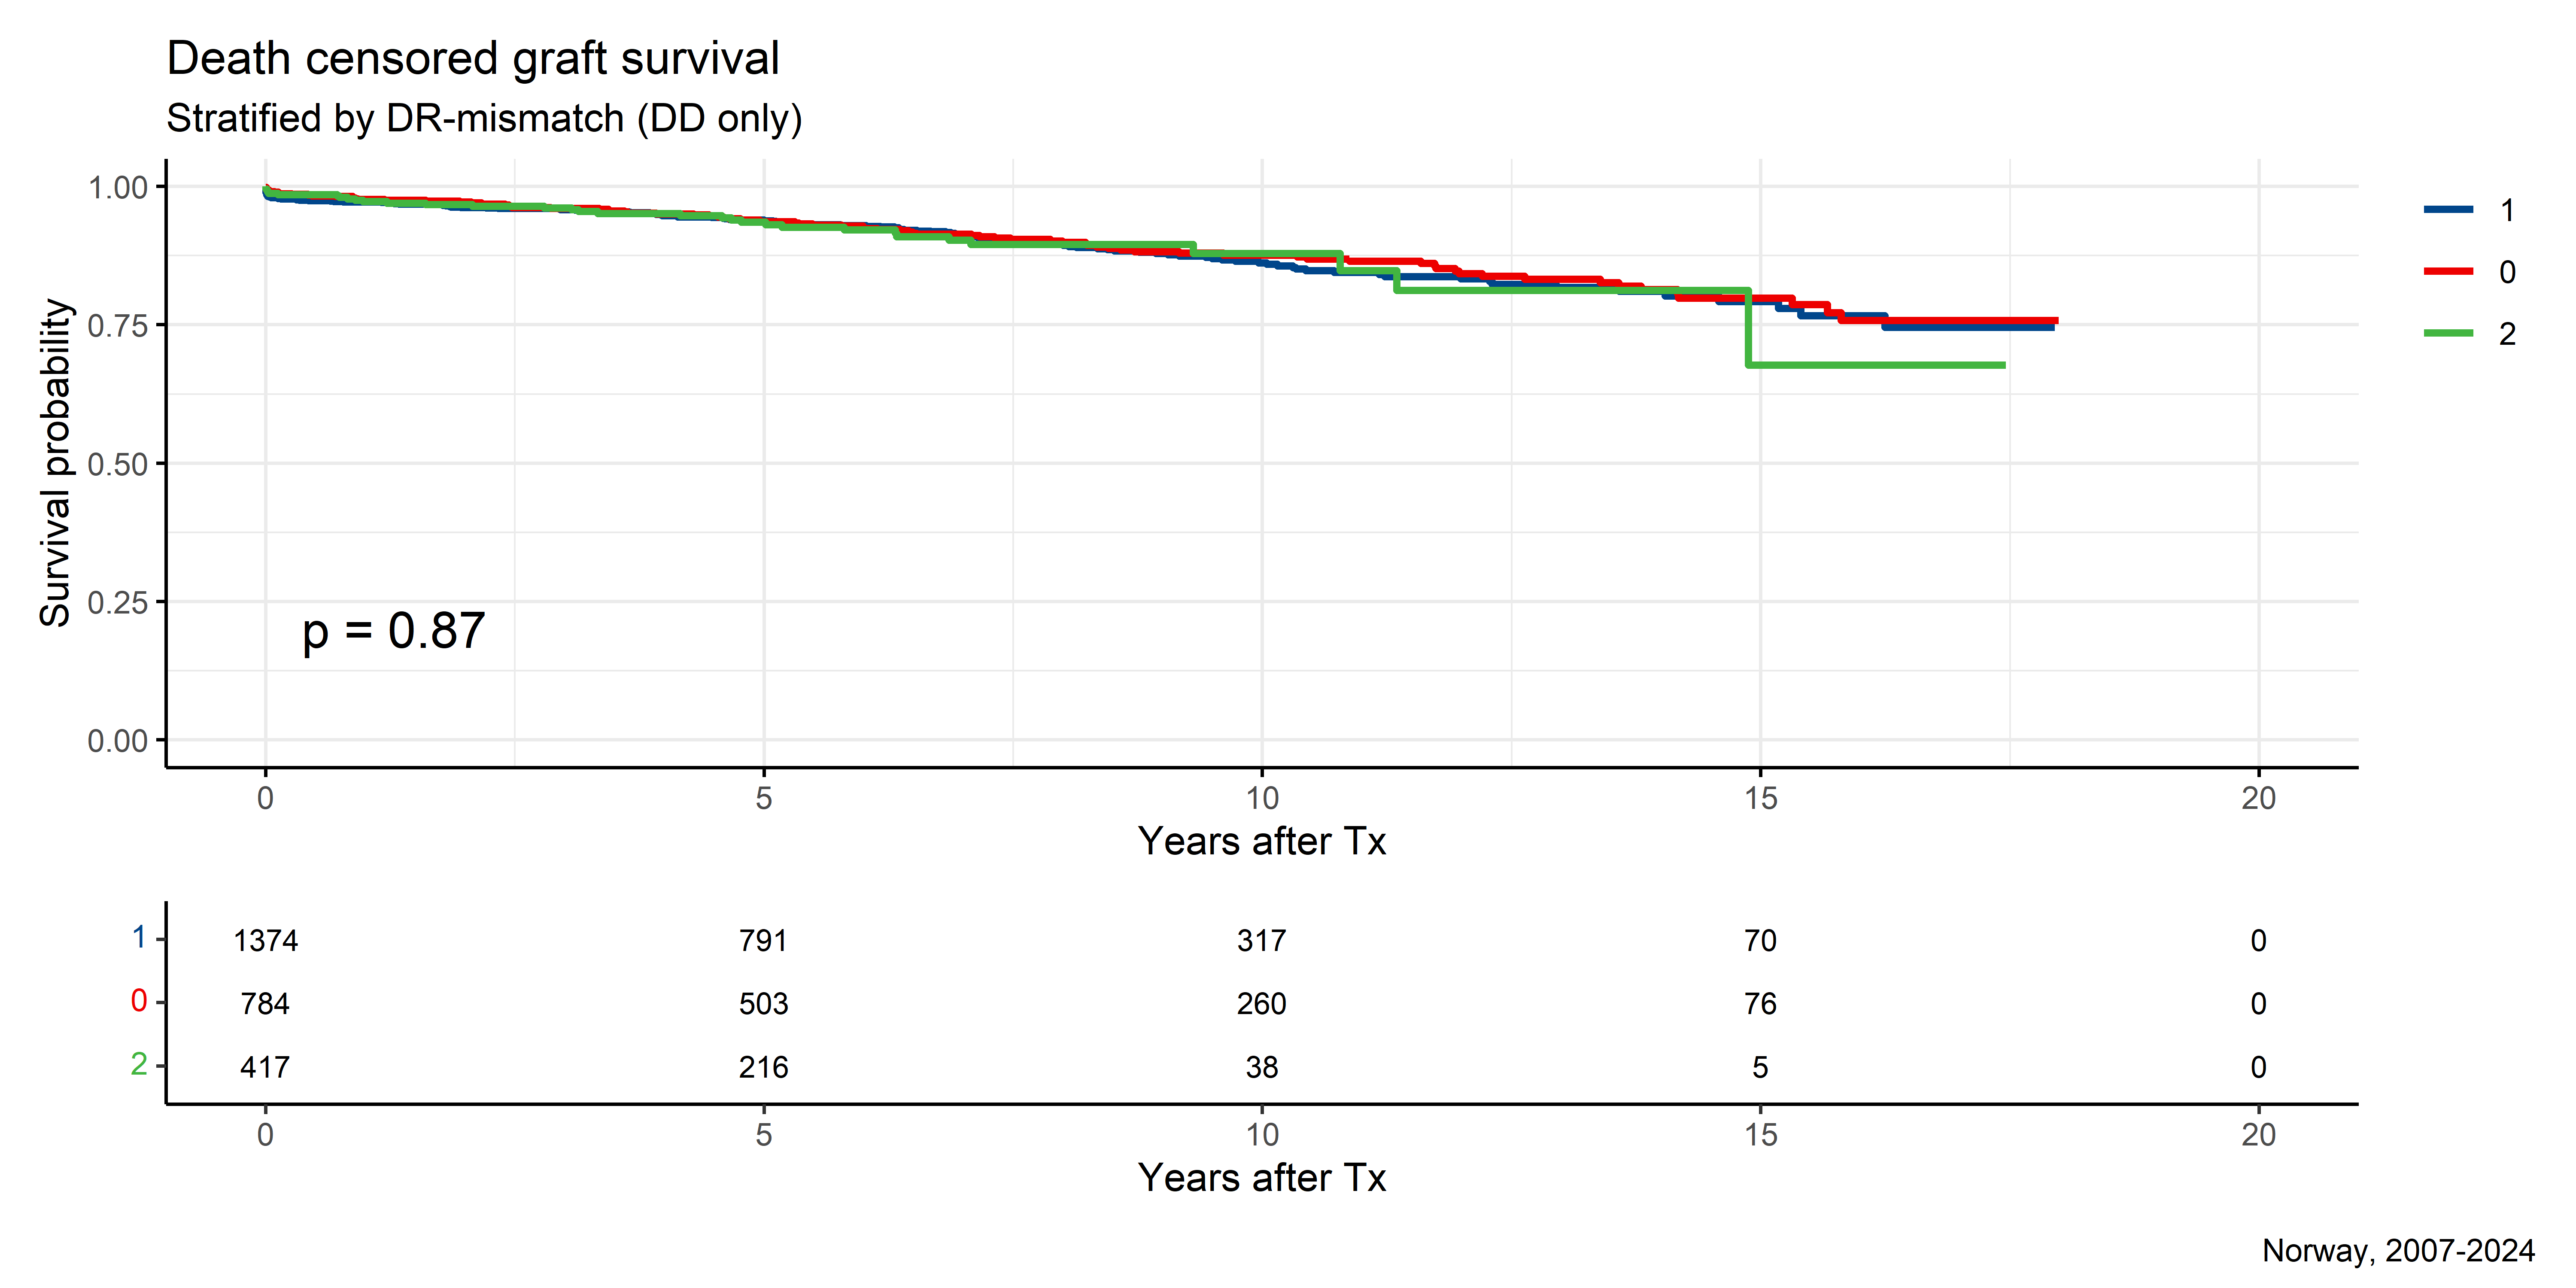 Death censored graft survival
Stratified by DR-mismatch (DD only)
Survival probability
1.00
0.75
0.50
0.25
0.00
p = 0.87
0 5 10 15 20
Years after Tx
1
0
2
1 1374 791 317 70 0
0 784 503 260 76 0
2 417 216 38 5 0
0 5 10 15 20
Years after Tx
Norway, 2007-2024